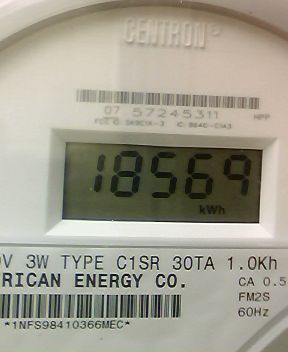 CENTRON®
07 57245311
HPP
18569
kWh
V 3W TYPE C1SR 30TA 1.0Kh
RICAN ENERGY CO.
CA 0.5
FM2S
60Hz
*1NFS98410366MEC*